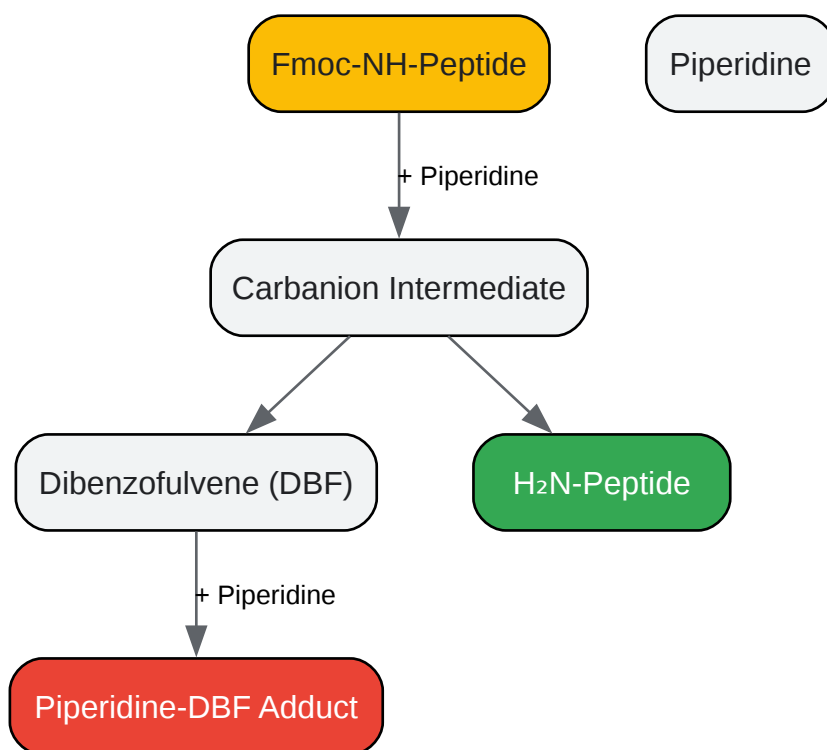 Fmoc-NH-Peptide
Piperidine
+ Piperidine
Carbanion Intermediate
Dibenzofulvene (DBF)
H₂N-Peptide
+ Piperidine
Piperidine-DBF Adduct